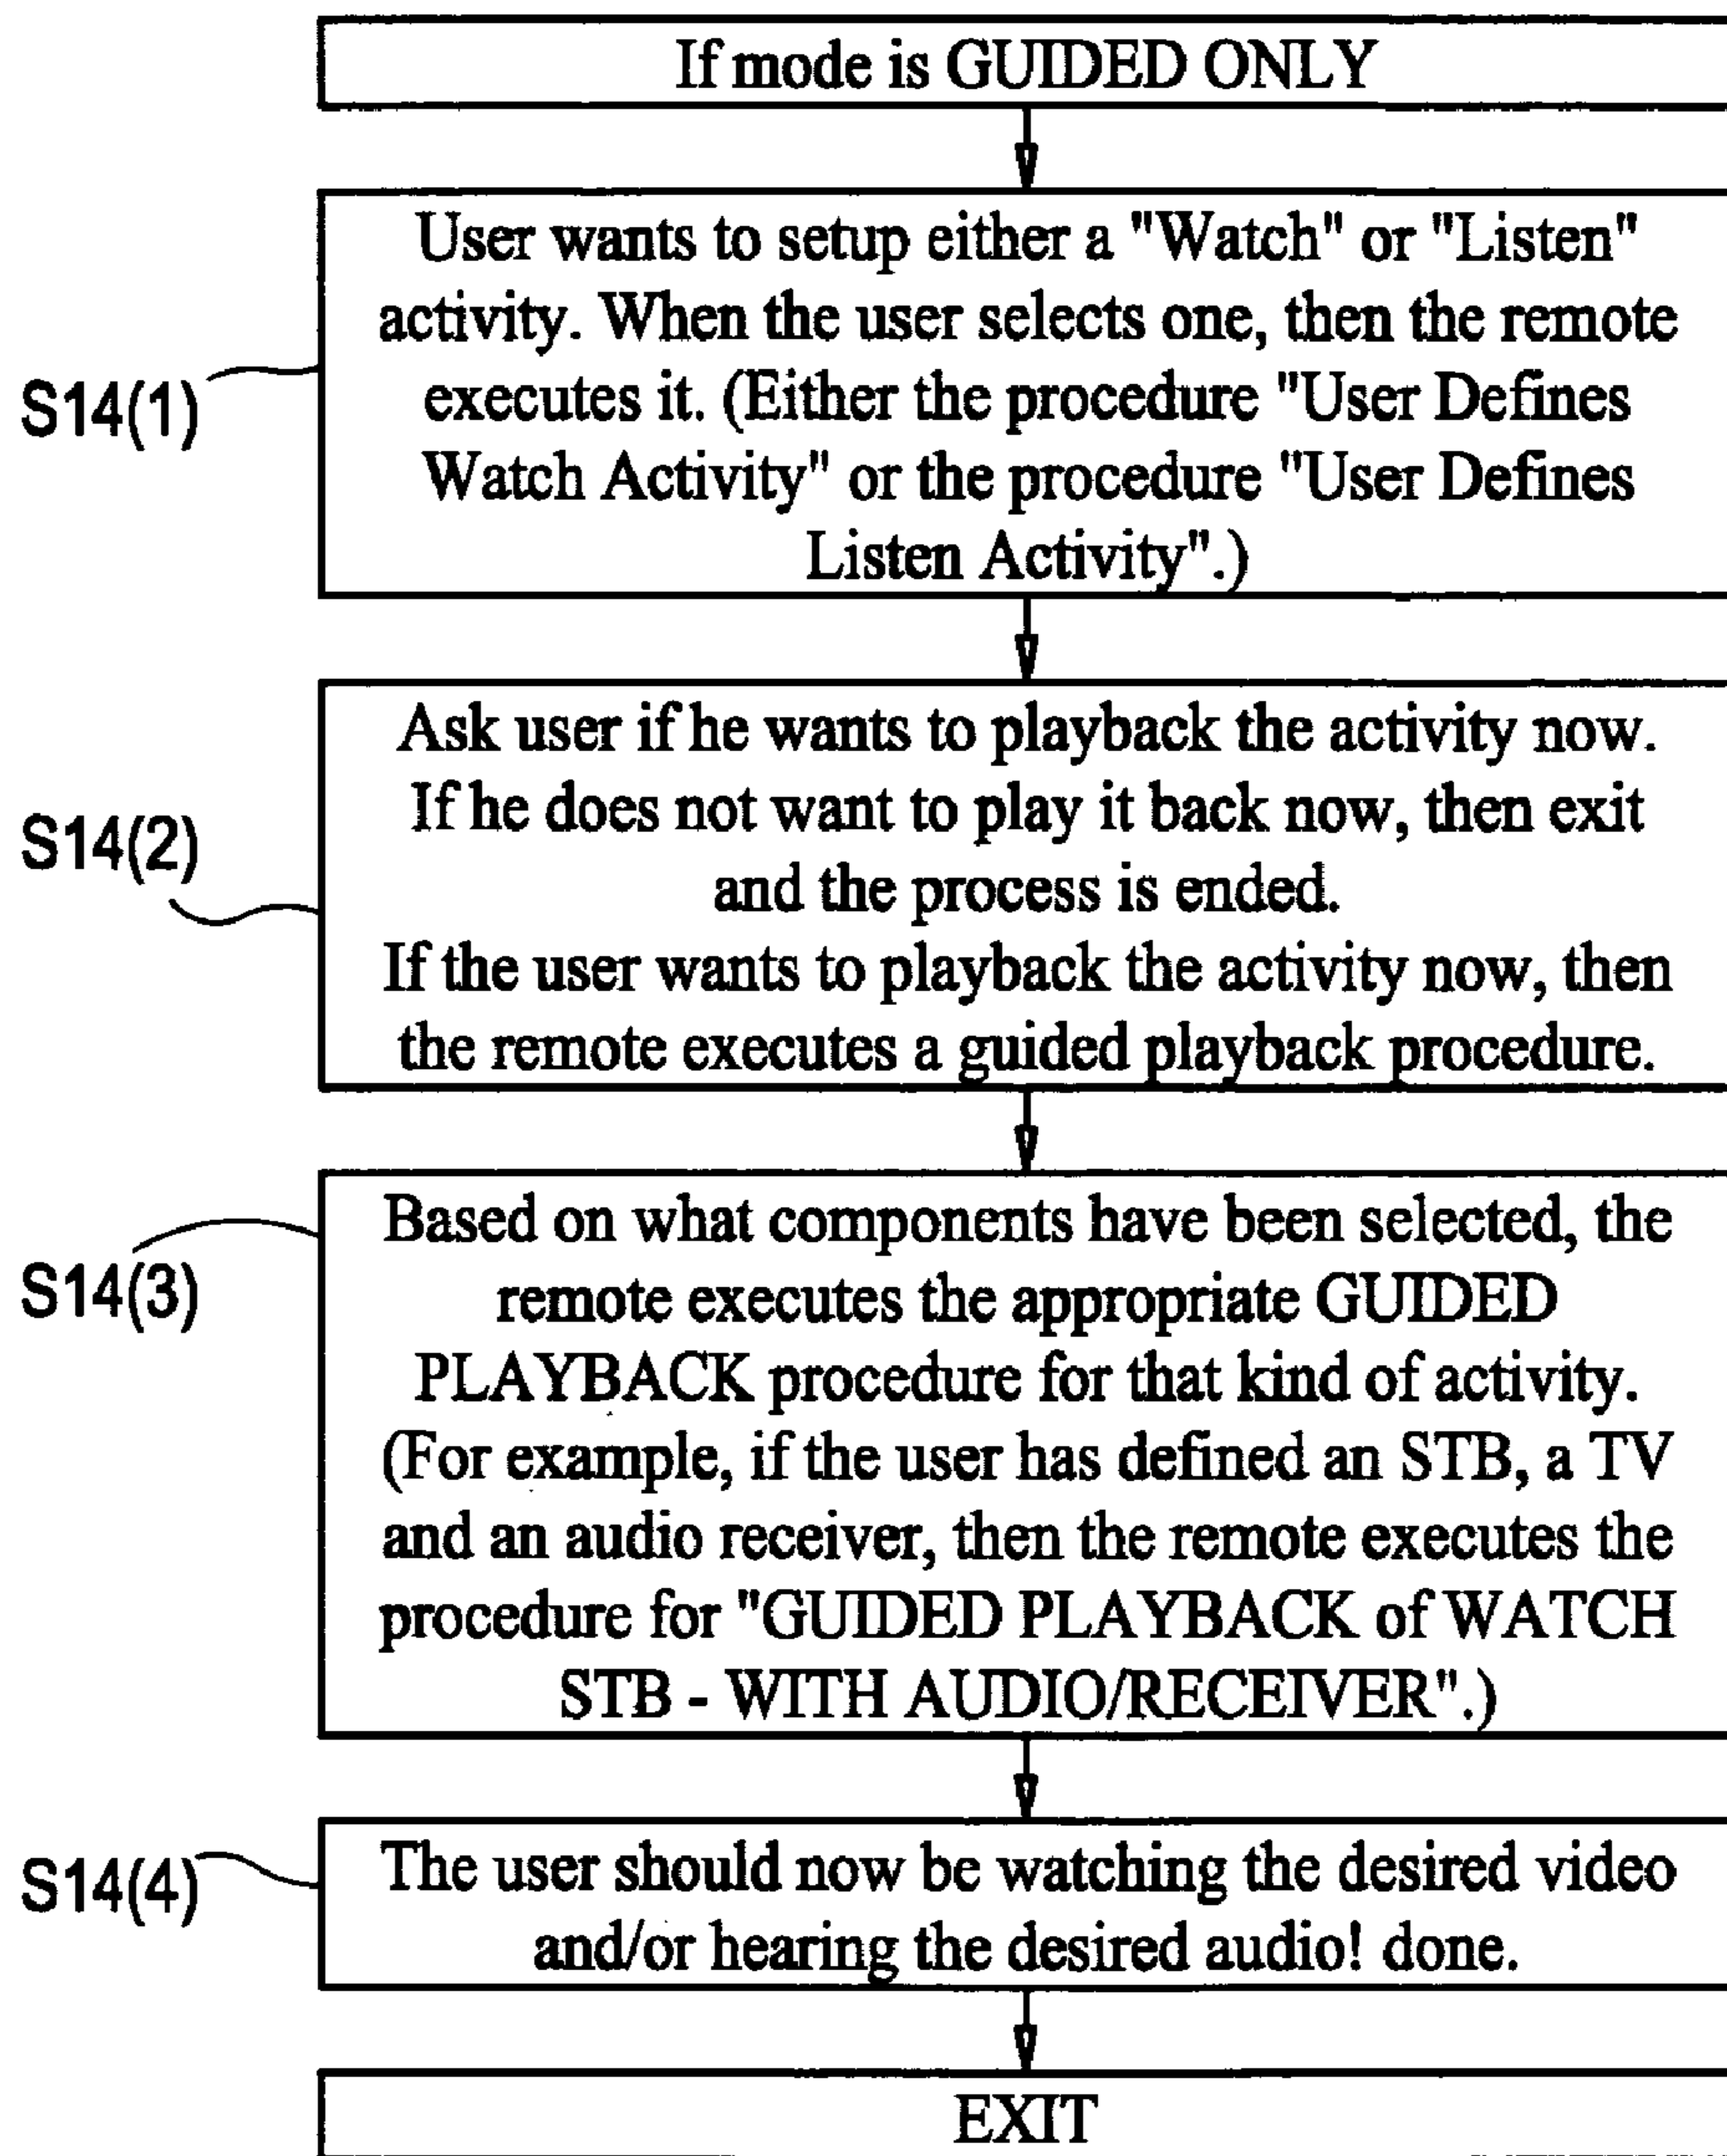 If mode is GUIDED ONLY
S14(1)
User wants to setup either a "Watch" or "Listen"
activity. When the user selects one, then the remote
executes it. (Either the procedure "User Defines
Watch Activity" or the procedure "User Defines
Listen Activity".)
S14(2)
Ask user if he wants to playback the activity now.
If he does not want to play it back now, then exit
and the process is ended.
If the user wants to playback the activity now, then
the remote executes a guided playback procedure.
S14(3)
Based on what components have been selected, the
remote executes the appropriate GUIDED
PLAYBACK procedure for that kind of activity.
(For example, if the user has defined an STB, a TV
and an audio receiver, then the remote executes the
procedure for "GUIDED PLAYBACK of WATCH
STB - WITH AUDIO/RECEIVER".)
S14(4)
The user should now be watching the desired video
and/or hearing the desired audio! done.
EXIT